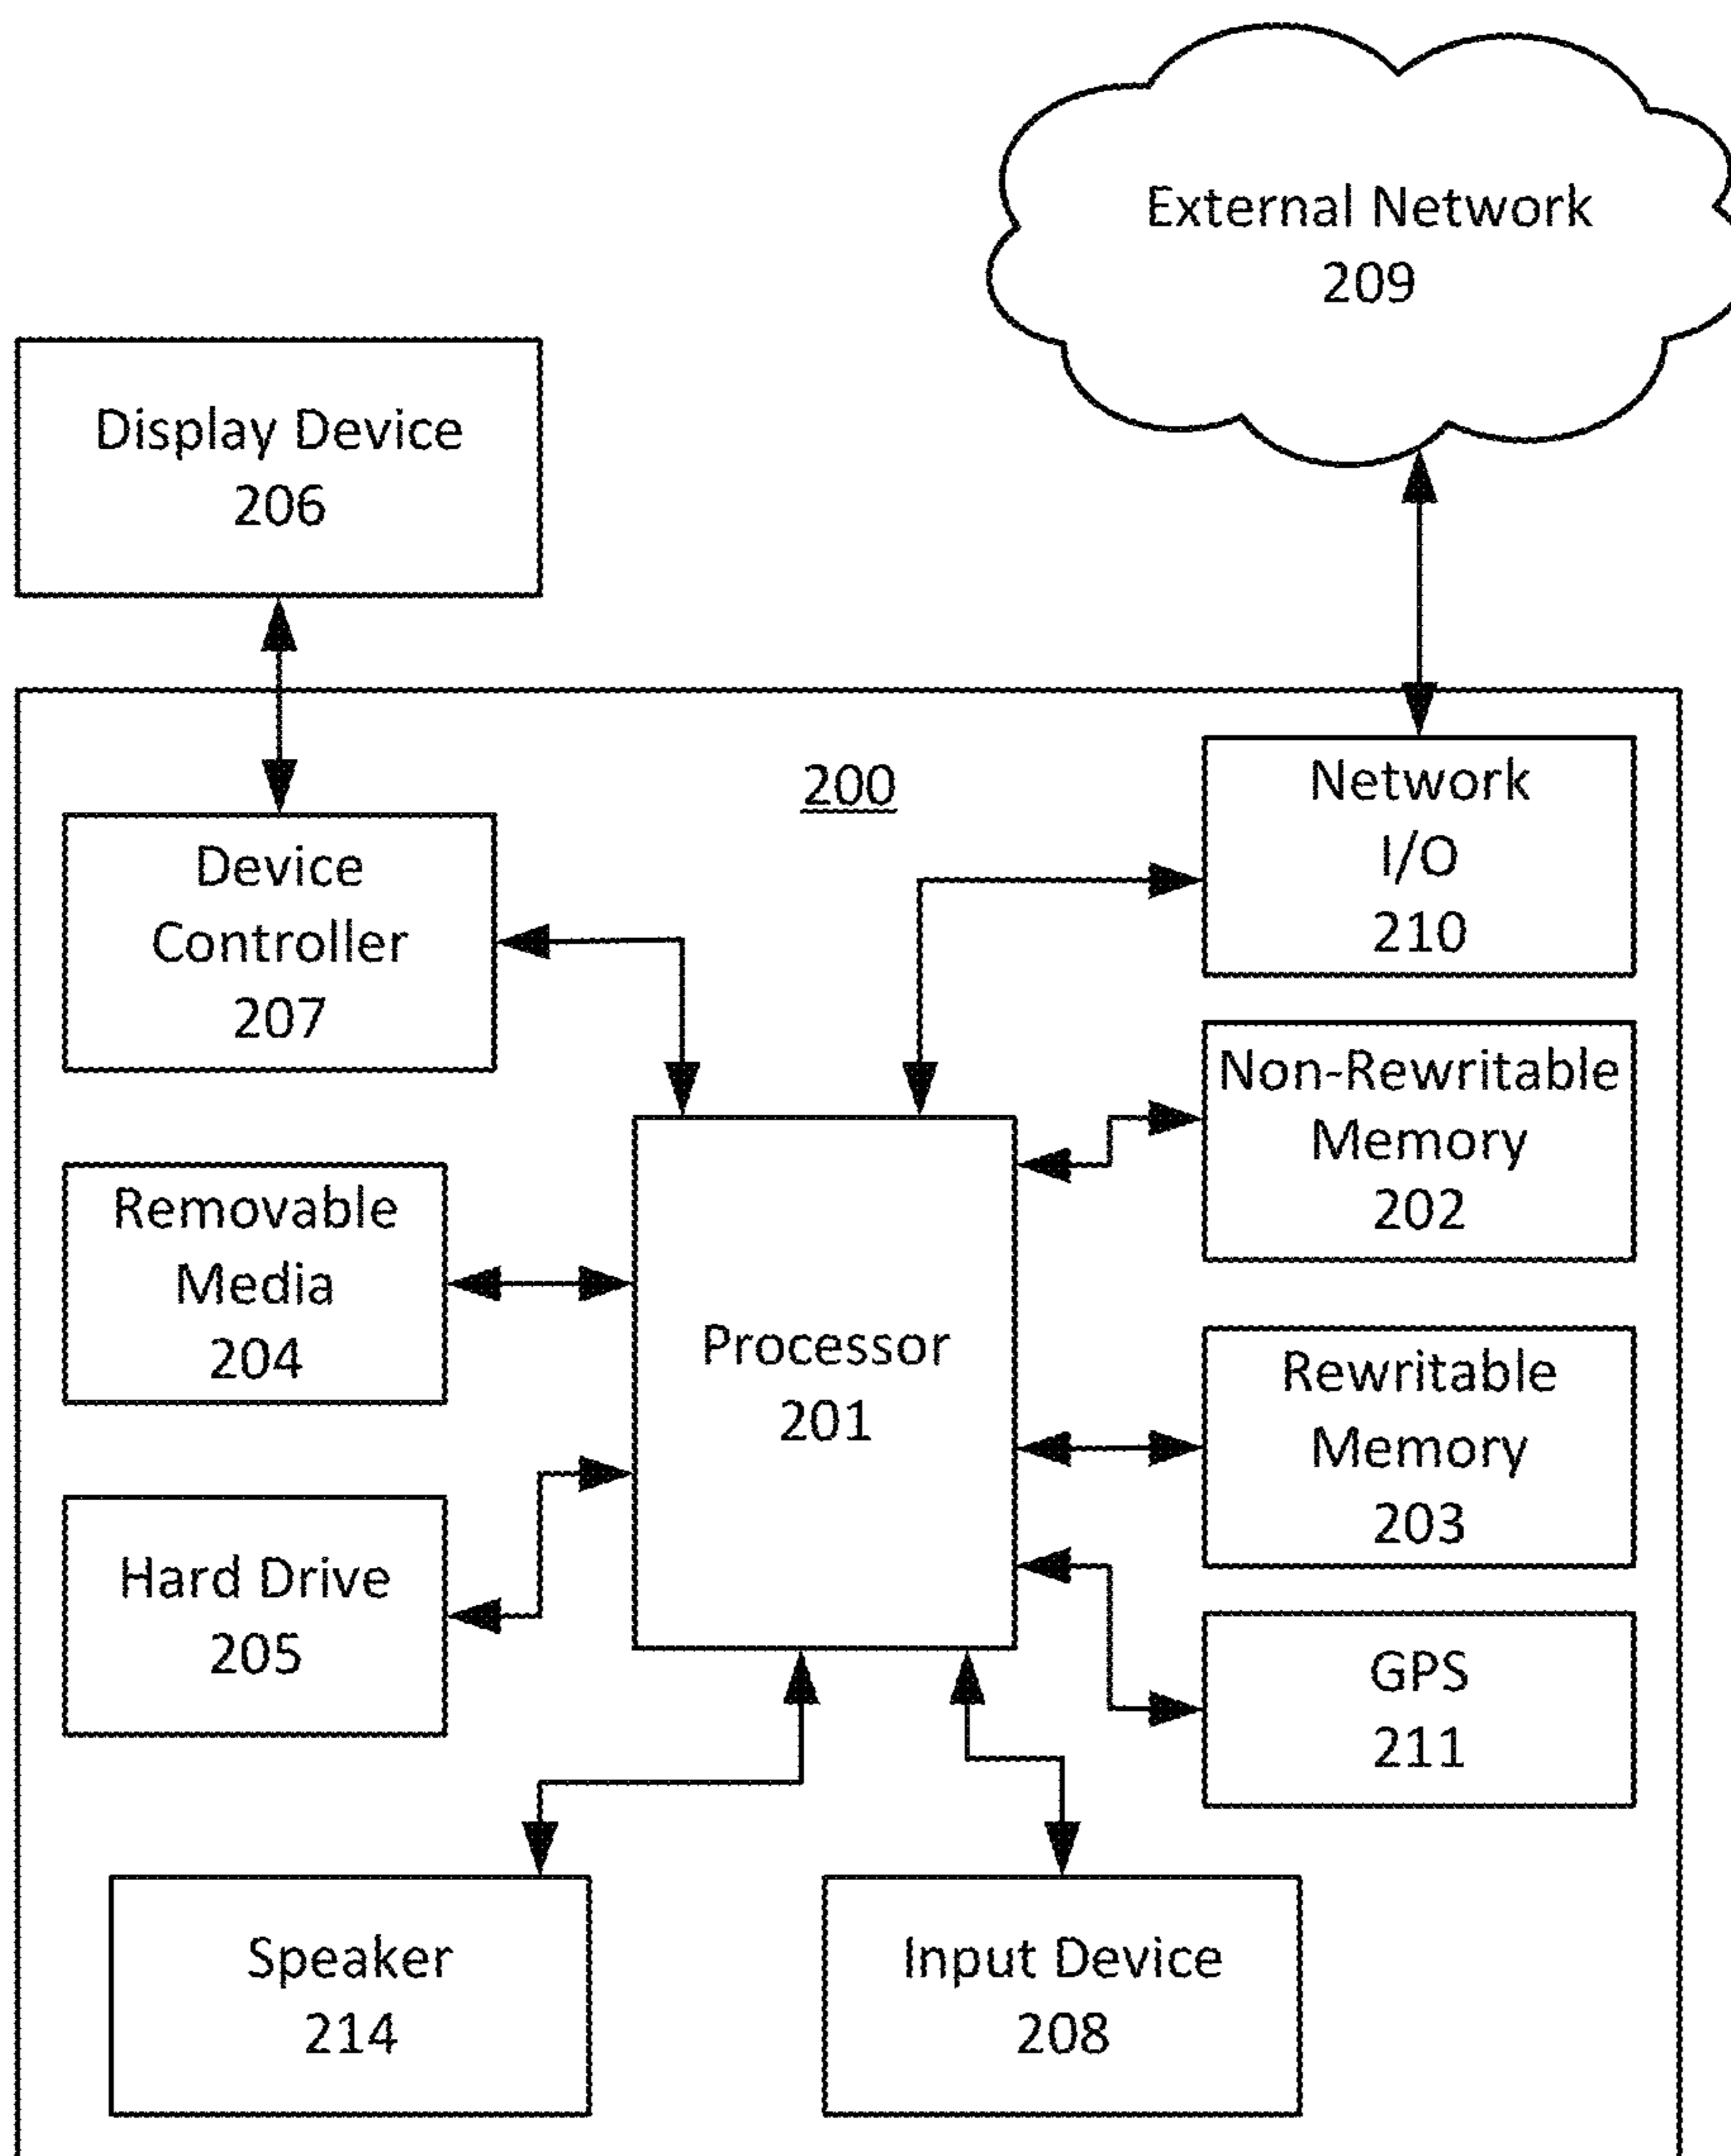 External Network
209
Display Device
206
200
Network
I/O
210
Device
Controller
207
Non-Rewritable
Memory
202
Removable
Media
204
Processor
201
Rewritable
Memory
203
Hard Drive
205
GPS
211
Speaker
214
Input Device
208